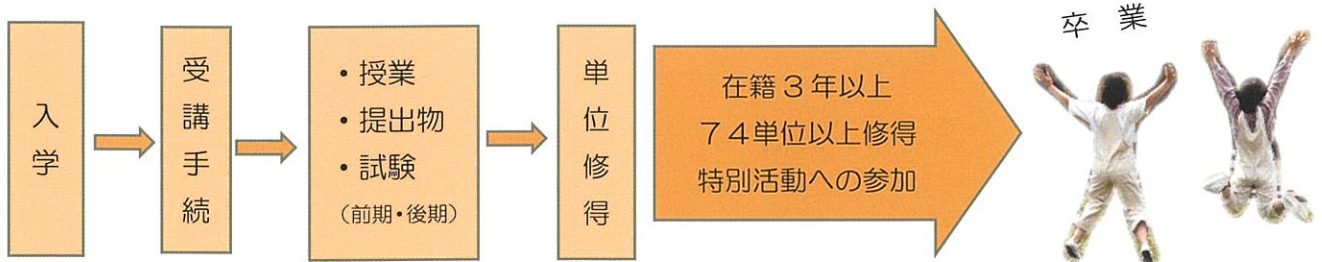 入学
受講手続
・授業
・提出物
・試験
（前期・後期）
単位修得
在籍３年以上
７４単位以上修得
特別活動への参加
卒業